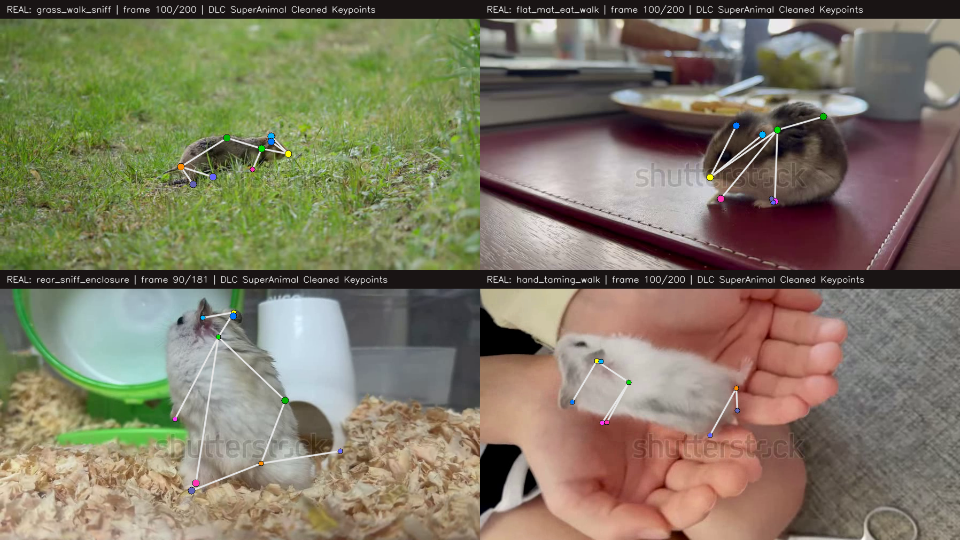 REAL: grass_walk_sniff | frame 100/200 | DLC SuperAnimal Cleaned Keypoints
REAL: flat_mat_eat_walk | frame 100/200 | DLC SuperAnimal Cleaned Keypoints
shutterstock
REAL: rear_sniff_enclosure | frame 90/181 | DLC SuperAnimal Cleaned Keypoints
REAL: hand_taming_walk | frame 100/200 | DLC SuperAnimal Cleaned Keypoints
shutterstock
shutterstock